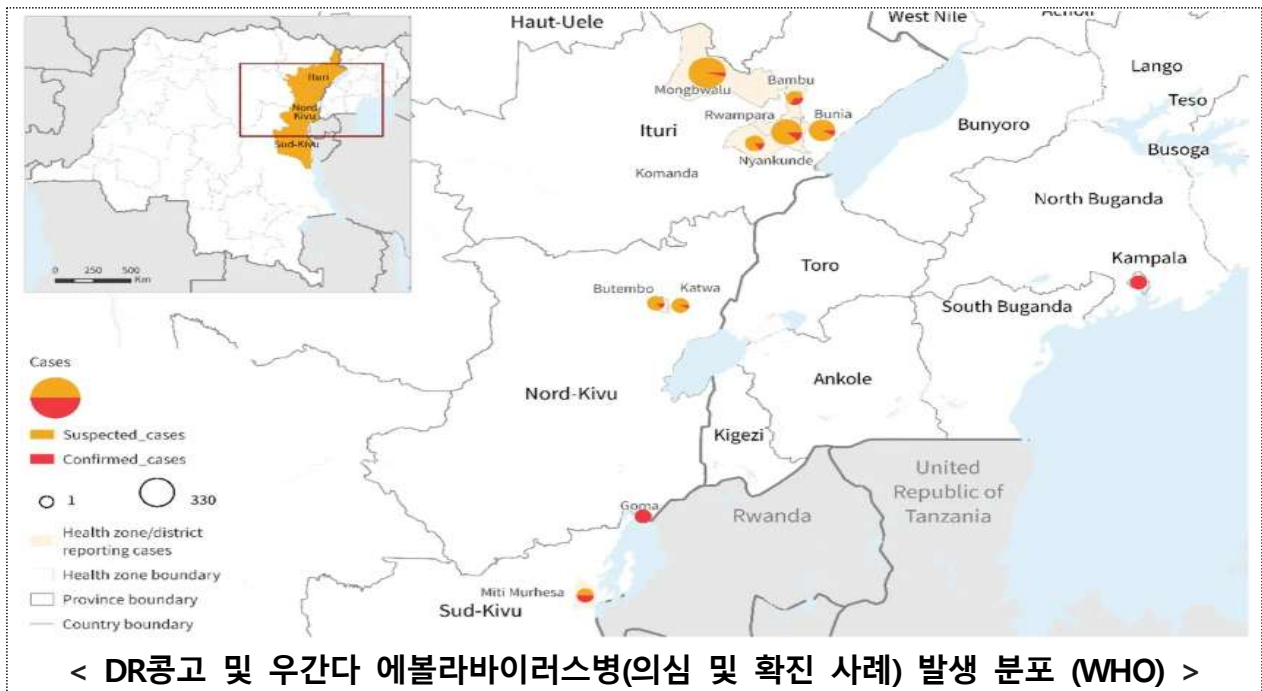 Haut-Uele
West Nile
Acholi
Lango
Teso
Busoga
Ituri
Nord-
Kivu
Sud-Kivu
0 250 500
Km
Mongbwalu
Bambu
Rwampara
Bunia
Ituri
Nyankunde
Komanda
Bunyoro
North Buganda
Kampala
Toro
South Buganda
Butembo
Katwa
Ankole
Nord-Kivu
Kigezi
Goma
Rwanda
United
Republic of
Tanzania
Miti Murhesa
Sud-Kivu
Cases
Suspected_cases
Confirmed_cases
1
330
Health zone/district
reporting cases
Health zone boundary
Province boundary
Country boundary
< DR콩고 및 우간다 에볼라바이러스병(의심 및 확진 사례) 발생 분포 (WHO) >